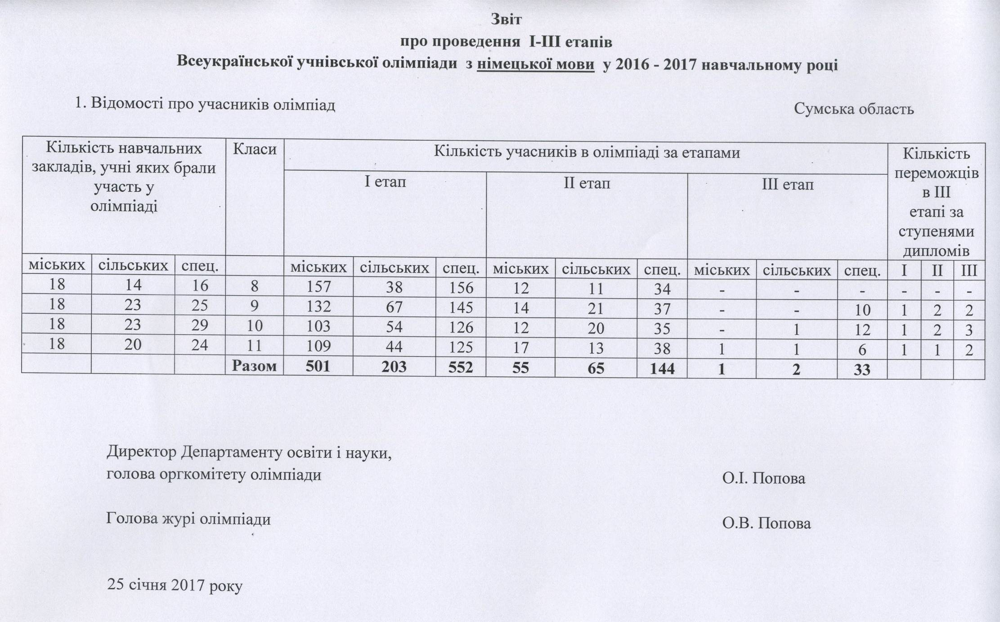 Звіт
про проведення I-III етапів
Всеукраїнської учнівської олімпіади з німецької мови у 2016 - 2017 навчальному році
1. Відомості про учасників олімпіад
Сумська область
Кількість навчальних закладів, учні яких брали участь у олімпіаді | Класи | Кількість учасників в олімпіаді за етапами | Кількість переможців в III етапі за ступенями дипломів
I етап | II етап | III етап
міських | сільських | спец. | | міських | сільських | спец. | міських | сільських | спец. | міських | сільських | спец. | I | II | III
18 | 14 | 16 | 8 | 157 | 38 | 156 | 12 | 11 | 34 | - | - | - | - | - | -
18 | 23 | 25 | 9 | 132 | 67 | 145 | 14 | 21 | 37 | - | - | 10 | 1 | 2 | 2
18 | 23 | 29 | 10 | 103 | 54 | 126 | 12 | 20 | 35 | - | 1 | 12 | 1 | 2 | 3
18 | 20 | 24 | 11 | 109 | 44 | 125 | 17 | 13 | 38 | 1 | 1 | 6 | 1 | 1 | 2
Разом | 501 | 203 | 552 | 55 | 65 | 144 | 1 | 2 | 33
Директор Департаменту освіти і науки,
голова оргкомітету олімпіади
О.І. Попова
Голова журі олімпіади
О.В. Попова
25 січня 2017 року